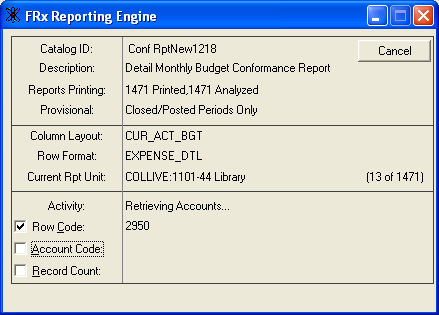 FRx Reporting Engine
Catalog ID: Conf RptNew1218 Cancel
Description: Detail Monthly Budget Conformance Report
Reports Printing: 1471 Printed,1471 Analyzed
Provisional: Closed/Posted Periods Only
Column Layout: CUR_ACT_BGT
Row Format: EXPENSE_DTL
Current Rpt Unit: COLLIVE:1101-44 Library (13 of 1471)
Activity: Retrieving Accounts...
Row Code: 2950
Account Code:
Record Count: